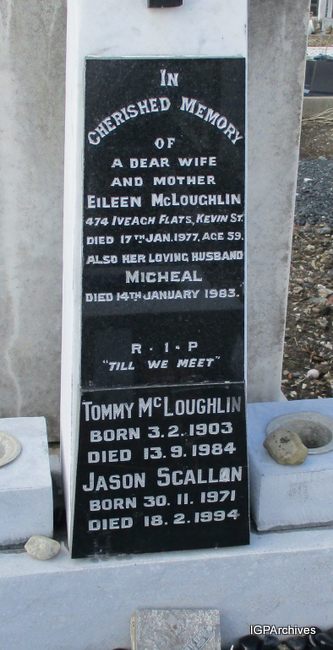 In
Cherished Memory
OF
A DEAR WIFE
AND MOTHER
Eileen McLoughlin
474 Iveagh Flats, Kevin St.
Died 17th Jan. 1977, Age 59.
Also Her Loving Husband
Micheal
Died 14th January 1983.
R · I · P
"TILL WE MEET"
Tommy McLoughlin
BORN 3.2.1903
DIED 13.9.1984
Jason Scallon
BORN 30.11.1971
DIED 18.2.1994
IGPArchives